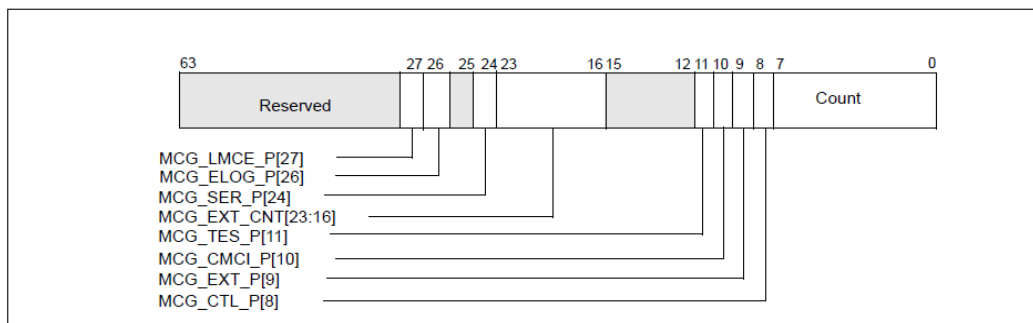 63 27 26 25 24 23 16 15 12 11 10 9 8 7 0
Reserved Count
MCG_LMCE_P[27]
MCG_ELOG_P[26]
MCG_SER_P[24]
MCG_EXT_CNT[23:16]
MCG_TES_P[11]
MCG_CMCI_P[10]
MCG_EXT_P[9]
MCG_CTL_P[8]